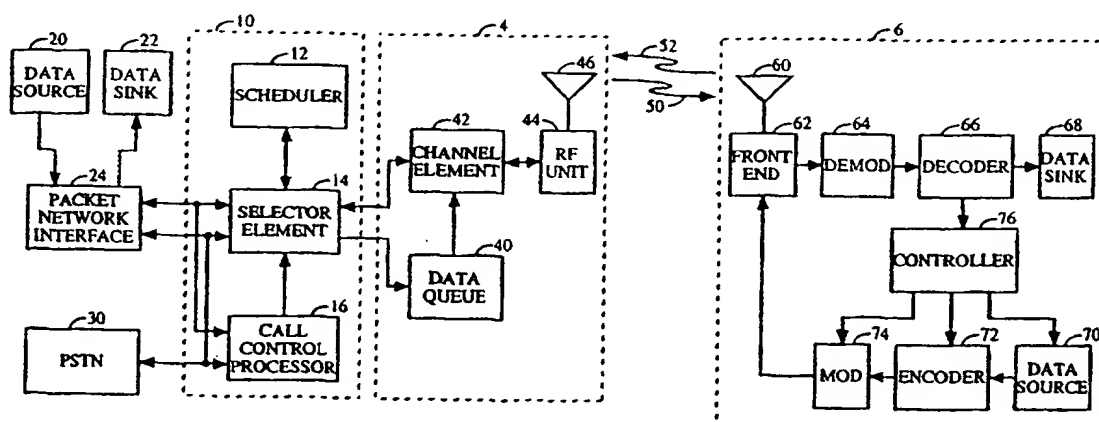 10
4
6
20
DATA
SOURCE
22
DATA
SINK
12
SCHEDULER
52
50
46
60
42
CHANNEL
ELEMENT
44
RF
UNIT
62
FRONT
END
64
DEMOD
66
DECODER
68
DATA
SINK
24
PACKET
NETWORK
INTERFACE
14
SELECTOR
ELEMENT
40
DATA
QUEUE
76
CONTROLLER
30
PSTN
16
CALL
CONTROL
PROCESSOR
74
MOD
72
ENCODER
70
DATA
SOURCE